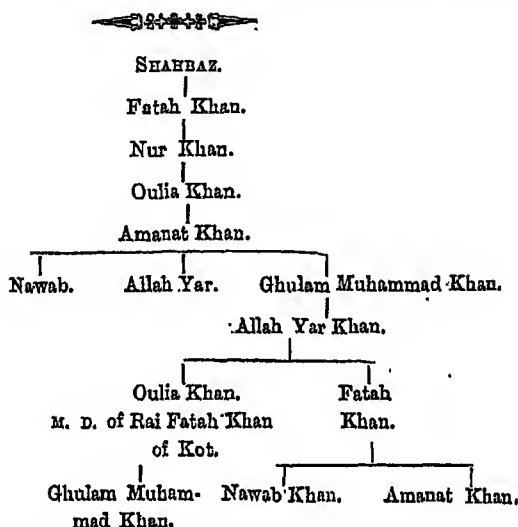 SHAHBAZ.
Fatah Khan.
Nur Khan.
Oulia Khan.
Amanat Khan.
Nawab. Allah Yar. Ghulam Muhammad Khan.
Allah Yar Khan.
Oulia Khan. Fatah
M. D. of Rai Fatah Khan Khan.
of Kot.
Ghulam Muham- Nawab Khan. Amanat Khan.
mad Khan.